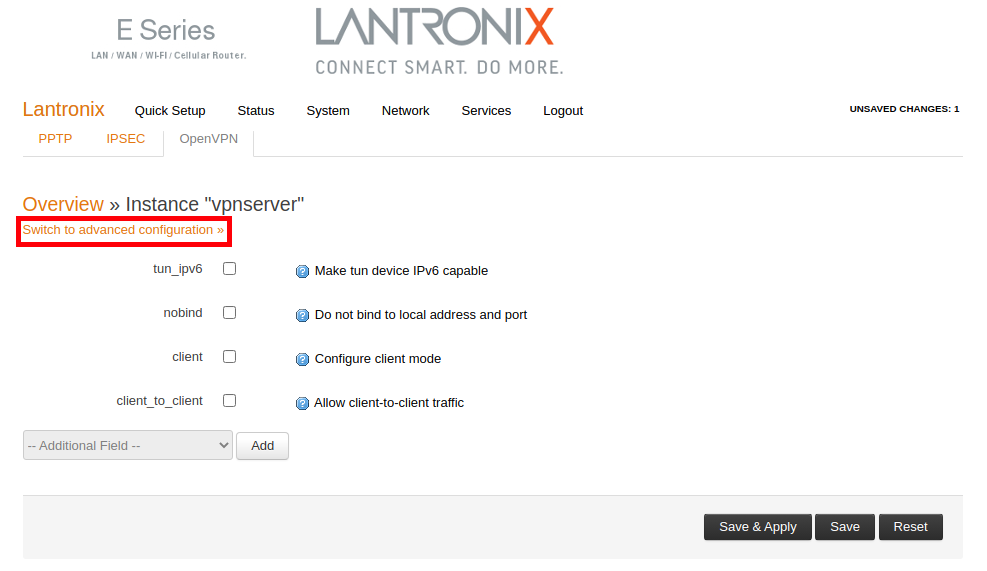 E Series
LAN / WAN / WI-FI / Cellular Router.
LANTRONIX
CONNECT SMART. DO MORE.
Lantronix Quick Setup Status System Network Services Logout UNSAVED CHANGES: 1
PPTP IPSEC OpenVPN
Overview » Instance "vpnserver"
Switch to advanced configuration »
tun_ipv6 ? Make tun device IPv6 capable
nobind ? Do not bind to local address and port
client ? Configure client mode
client_to_client ? Allow client-to-client traffic
-- Additional Field -- Add
Save & Apply Save Reset